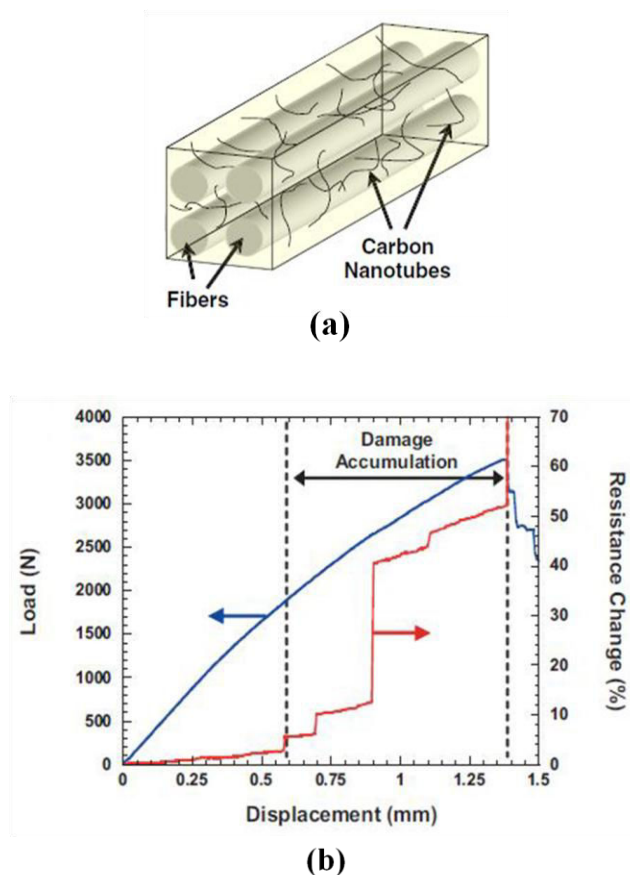 Carbon
Nanotubes
Fibers
(a)
4000
3500
3000
2500
2000
1500
1000
500
0
Load (N)
Damage
Accumulation
70
60
50
40
30
20
10
0
Resistance Change (%)
0
0.25
0.5
0.75
1
1.25
1.5
Displacement (mm)
(b)